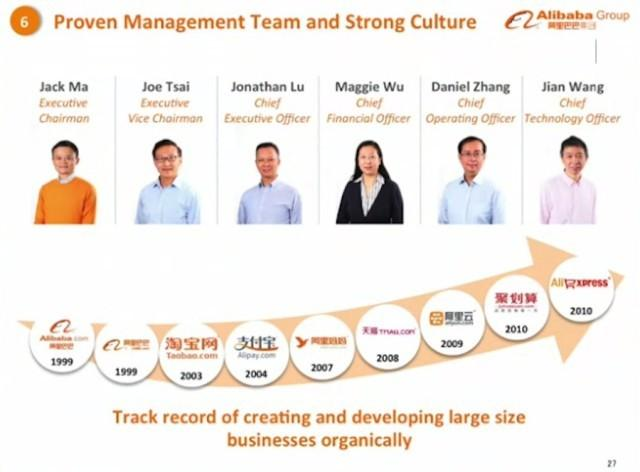 6 Proven Management Team and Strong Culture
Alibaba Group
阿里巴巴集团
Jack Ma
Executive
Chairman
Joe Tsai
Executive
Vice Chairman
Jonathan Lu
Chief
Executive Officer
Maggie Wu
Chief
Financial Officer
Daniel Zhang
Chief
Operating Officer
Jian Wang
Chief
Technology Officer
Alibaba.com
阿里巴巴
1999
阿里巴巴
1999
淘宝网
Taobao.com
2003
支付宝
Alipay.com
2004
阿里妈妈
2007
天猫 TMALL.COM
2008
阿里云
aliyun.com
2009
聚划算
2010
AliExpress
2010
Track record of creating and developing large size
businesses organically
27